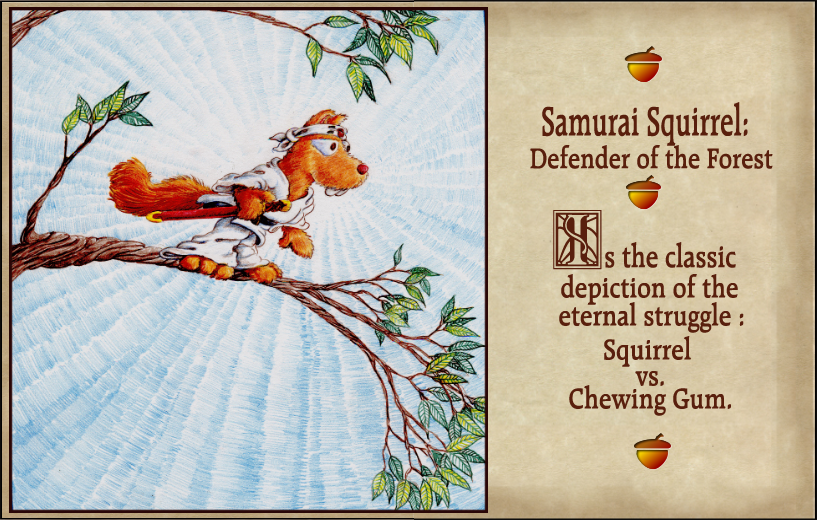 Samurai Squirrel:
Defender of the Forest
Is the classic
depiction of the
eternal struggle :
Squirrel
vs.
Chewing Gum.